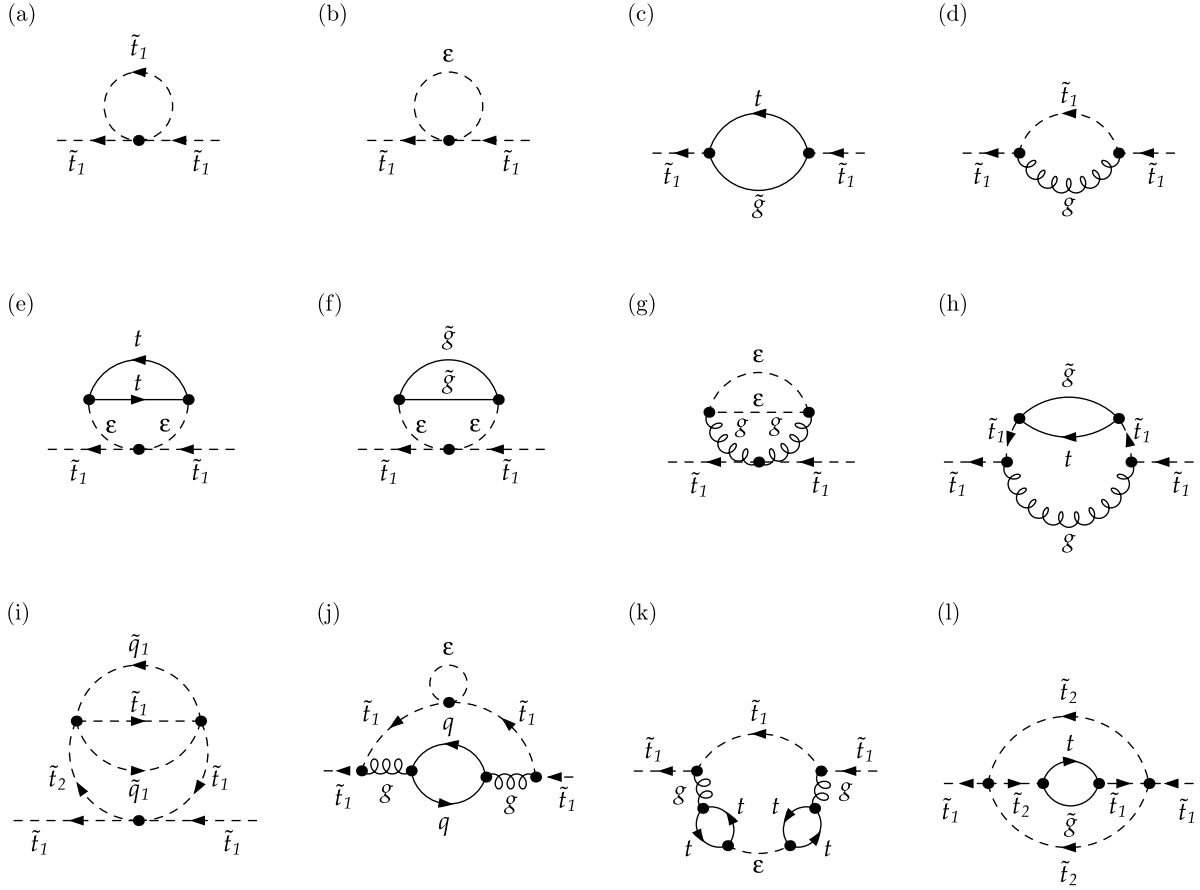 (a) (b) (c) (d)
t̃₁ ε t t̃₁
t̃₁ t̃₁ t̃₁ t̃₁ t̃₁ t̃₁ t̃₁ t̃₁
g̃ g
(e) (f) (g) (h)
t g̃ ε g̃
t g̃ ε
ε ε ε ε g g t̃₁ t t̃₁
t̃₁ t̃₁ t̃₁ t̃₁ t̃₁ t̃₁ t̃₁ t̃₁
g
(i) (j) (k) (l)
q̃₁ ε t̃₁ t̃₂
t̃₁ t̃₁ q t̃₁ t̃₁ t̃₁ t
t̃₂ q̃₁ t̃₁ t̃₁ g g t̃₁ g g t̃₁ t̃₂ t̃₁ t̃₁
q t t g̃
t̃₁ t̃₁ t t t̃₂
ε